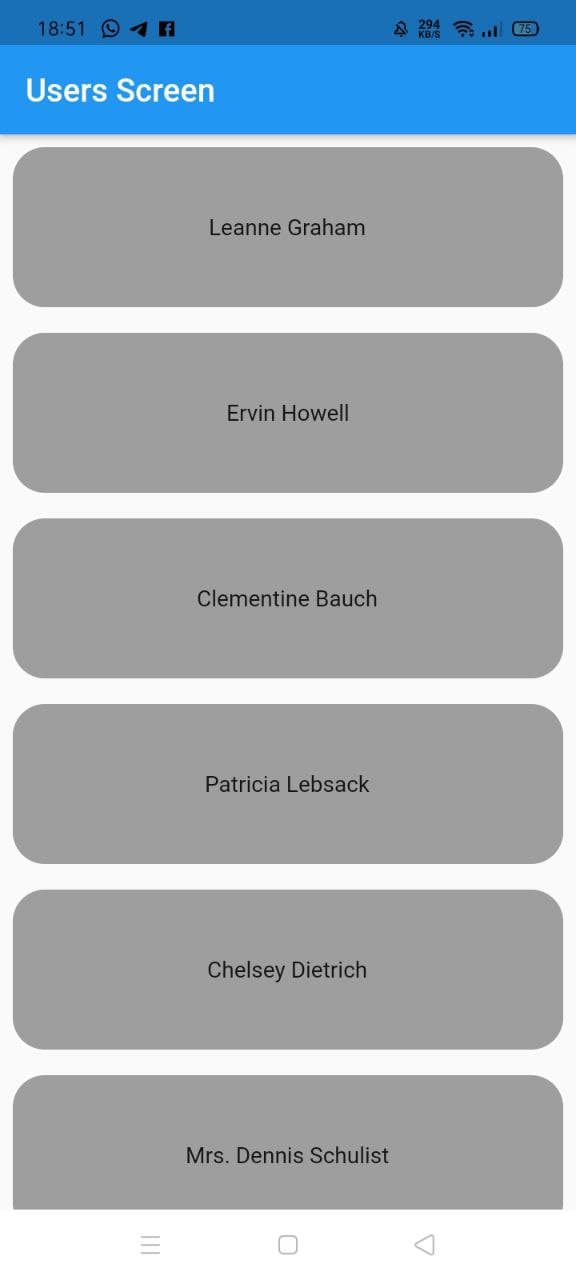 18:51 294 KB/S 75
Users Screen
Leanne Graham
Ervin Howell
Clementine Bauch
Patricia Lebsack
Chelsey Dietrich
Mrs. Dennis Schulist